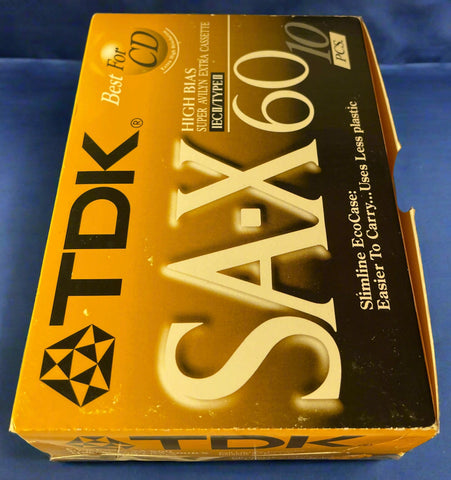 TDK®
Best For
CD
HIGH BIAS
SUPER AVILYN EXTRA CASSETTE
IECII/TYPEII
SA-X 60
10
PCS.
Slimline EcoCase:
Easier To Carry...Uses Less plastic
TDK